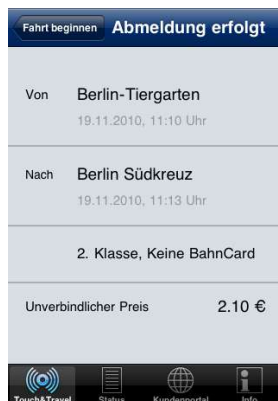 Fahrt beginnen Abmeldung erfolgt
Von Berlin-Tiergarten
19.11.2010, 11:10 Uhr
Nach Berlin Südkreuz
19.11.2010, 11:13 Uhr
2. Klasse, Keine BahnCard
Unverbindlicher Preis 2.10 €
Touch&Travel Status Kundenportal Info